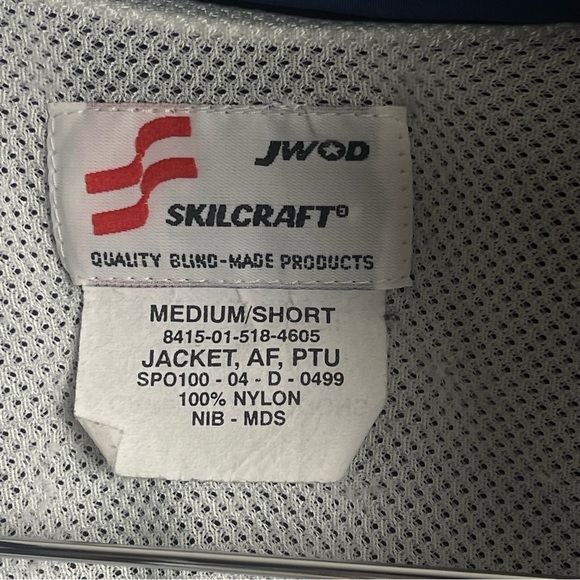 JWOD
SKILCRAFT®
QUALITY BLIND-MADE PRODUCTS
MEDIUM/SHORT
8415-01-518-4605
JACKET, AF, PTU
SPO100 - 04 - D - 0499
100% NYLON
NIB - MDS